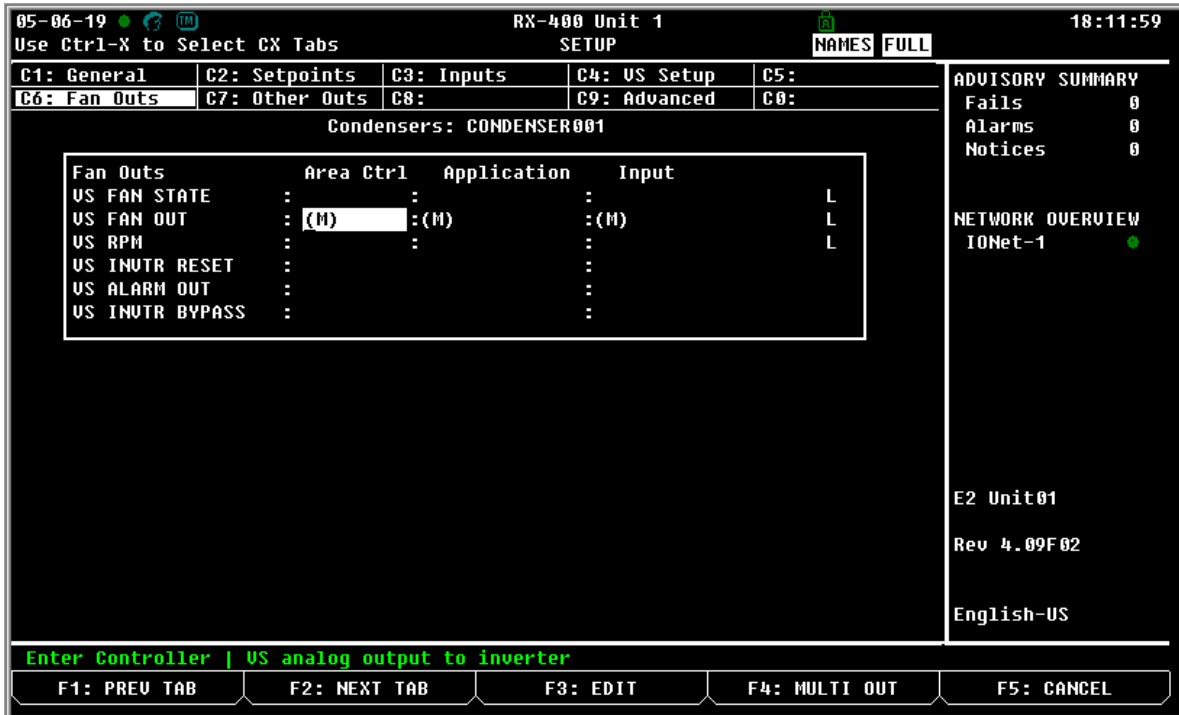 05-06-19 TM RX-400 Unit 1 18:11:59
Use Ctrl-X to Select CX Tabs SETUP NAMES FULL
C1: General C2: Setpoints C3: Inputs C4: VS Setup C5:
C6: Fan Outs C7: Other Outs C8: C9: Advanced C0:
Condensers: CONDENSER001
Fan Outs Area Ctrl Application Input
VS FAN STATE : : : L
VS FAN OUT : (M) :(M) :(M) L
VS RPM : : : L
VS INVTR RESET : :
VS ALARM OUT : :
VS INVTR BYPASS : :
ADVISORY SUMMARY
Fails 0
Alarms 0
Notices 0
NETWORK OVERVIEW
IONet-1
E2 Unit01
Rev 4.09F02
English-US
Enter Controller | VS analog output to inverter
F1: PREV TAB F2: NEXT TAB F3: EDIT F4: MULTI OUT F5: CANCEL